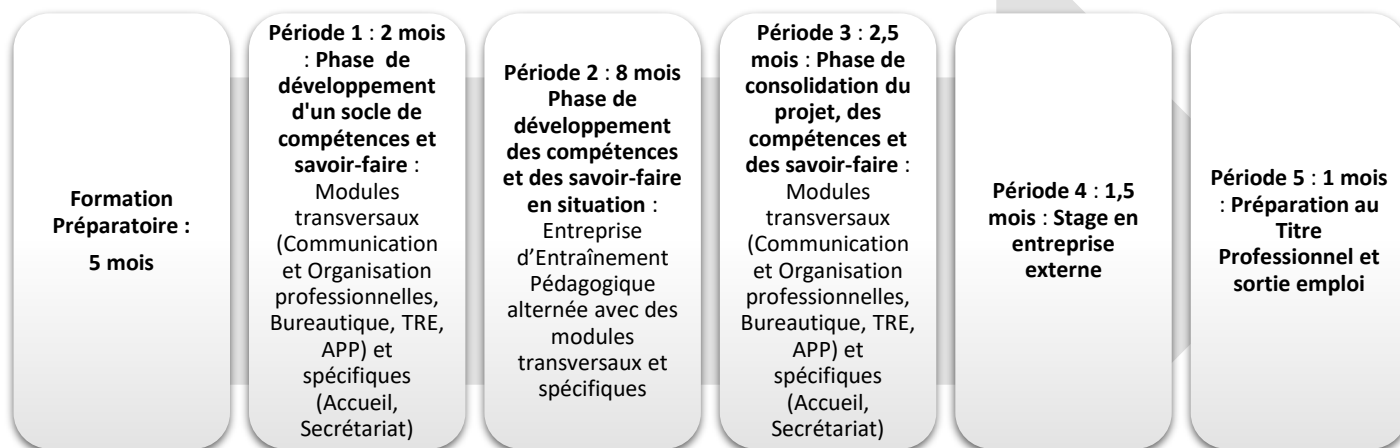 Formation
Préparatoire :
5 mois
Période 1 : 2 mois
: Phase de
développement
d'un socle de
compétences et
savoir-faire :
Modules
transversaux
(Communication
et Organisation
professionnelles,
Bureautique, TRE,
APP) et
spécifiques
(Accueil,
Secrétariat)
Période 2 : 8 mois
Phase de
développement
des compétences
et des savoir-faire
en situation :
Entreprise
d’Entraînement
Pédagogique
alternée avec des
modules
transversaux et
spécifiques
Période 3 : 2,5
mois : Phase de
consolidation du
projet, des
compétences et
des savoir-faire :
Modules
transversaux
(Communication
et Organisation
professionnelles,
Bureautique, TRE,
APP) et
spécifiques
(Accueil,
Secrétariat)
Période 4 : 1,5
mois : Stage en
entreprise
externe
Période 5 : 1 mois
: Préparation au
Titre
Professionnel et
sortie emploi